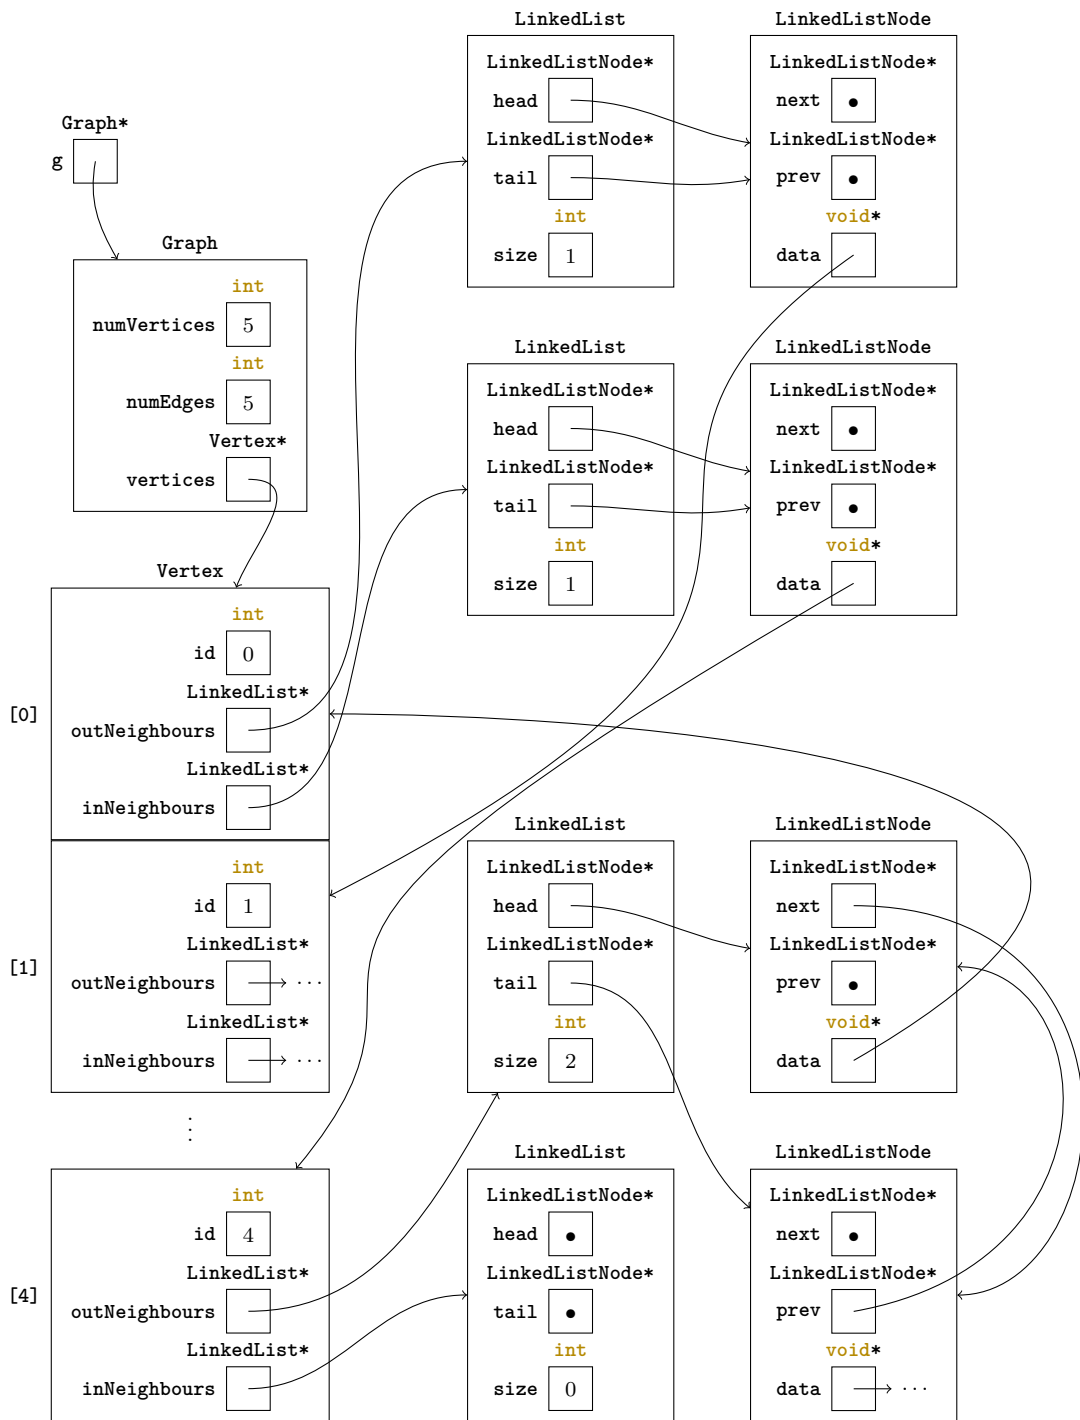 Graph*
g
Graph
int
numVertices 5
int
numEdges 5
Vertex*
vertices
Vertex
[0]
int
id 0
LinkedList*
outNeighbours
LinkedList*
inNeighbours
[1]
int
id 1
LinkedList*
outNeighbours ...
LinkedList*
inNeighbours ...
⋮
[4]
int
id 4
LinkedList*
outNeighbours
LinkedList*
inNeighbours
LinkedList
LinkedListNode*
head
LinkedListNode*
tail
int
size 1
LinkedListNode
LinkedListNode*
next •
LinkedListNode*
prev •
void*
data
LinkedList
LinkedListNode*
head
LinkedListNode*
tail
int
size 1
LinkedListNode
LinkedListNode*
next •
LinkedListNode*
prev •
void*
data
LinkedList
LinkedListNode*
head
LinkedListNode*
tail
int
size 2
LinkedListNode
LinkedListNode*
next
LinkedListNode*
prev •
void*
data
LinkedList
LinkedListNode*
head •
LinkedListNode*
tail •
int
size 0
LinkedListNode
LinkedListNode*
next •
LinkedListNode*
prev
void*
data ...